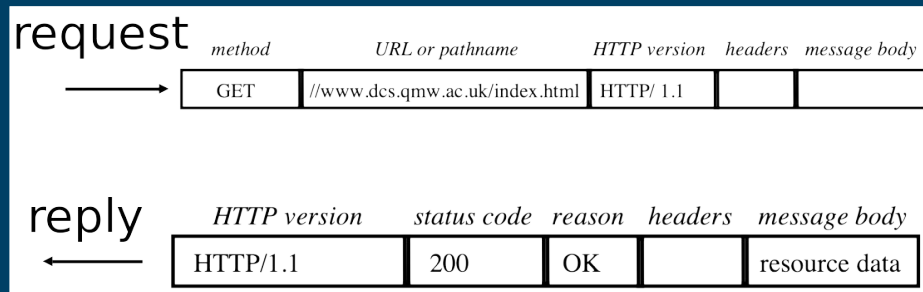 request
method URL or pathname HTTP version headers message body
GET //www.dcs.qmw.ac.uk/index.html HTTP/ 1.1
reply
HTTP version status code reason headers message body
HTTP/1.1 200 OK resource data